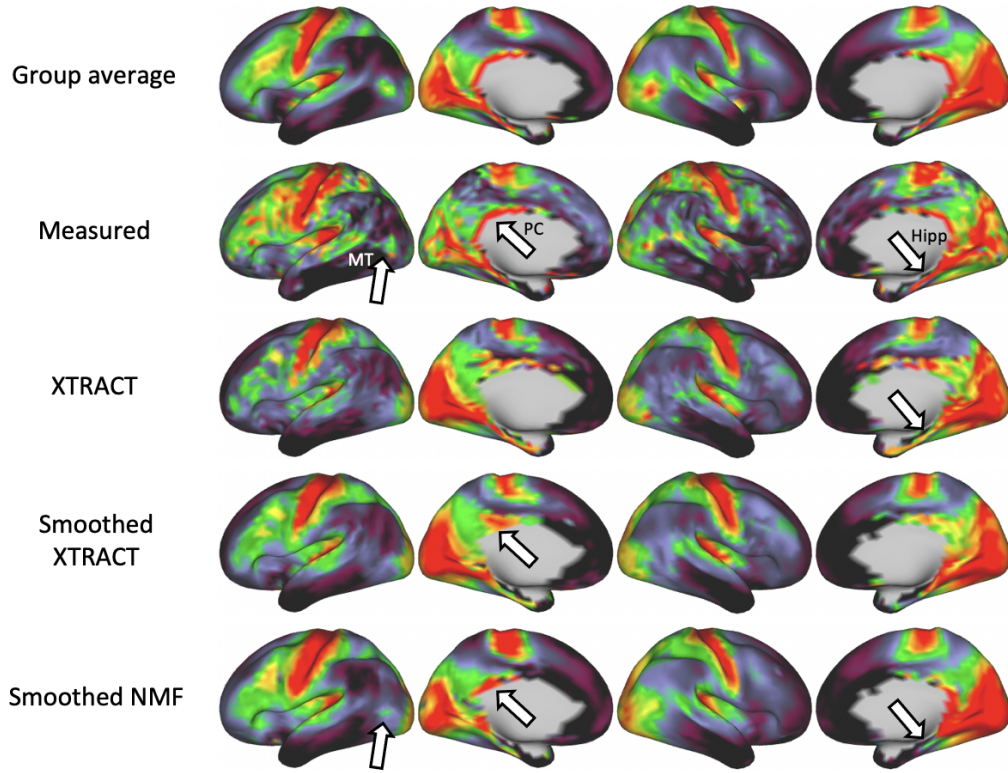 Group average
Measured
MT
PC
Hipp
XTRACT
Smoothed
XTRACT
Smoothed NMF